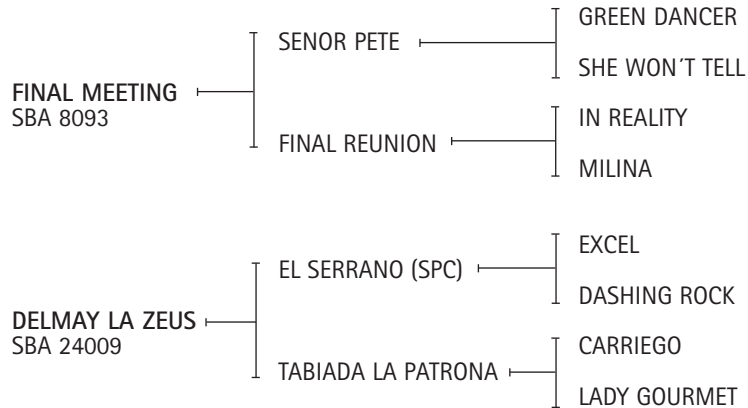 GREEN DANCER
SENOR PETE
SHE WON´T TELL
FINAL MEETING
SBA 8093
IN REALITY
FINAL REUNION
MILINA
EXCEL
EL SERRANO (SPC)
DASHING ROCK
DELMAY LA ZEUS
SBA 24009
CARRIEGO
TABIADA LA PATRONA
LADY GOURMET